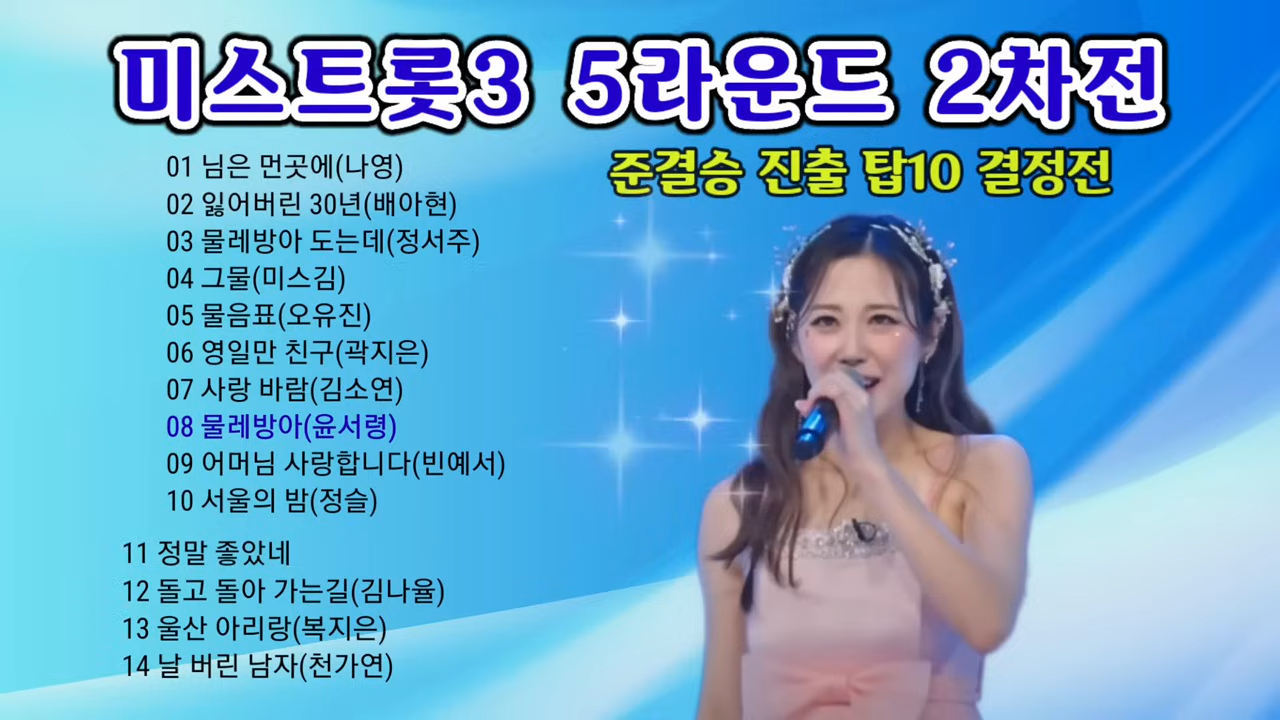 미스트롯3 5라운드 2차전
준결승 진출 탑10 결정전
01 님은 먼곳에(나영)
02 잃어버린 30년(배아현)
03 물레방아 도는데(정서주)
04 그물(미스김)
05 물음표(오유진)
06 영일만 친구(곽지은)
07 사랑 바람(김소연)
08 물레방아(윤서령)
09 어머님 사랑합니다(빈예서)
10 서울의 밤(정슬)
11 정말 좋았네
12 돌고 돌아 가는길(김나율)
13 울산 아리랑(복지은)
14 날 버린 남자(천가연)